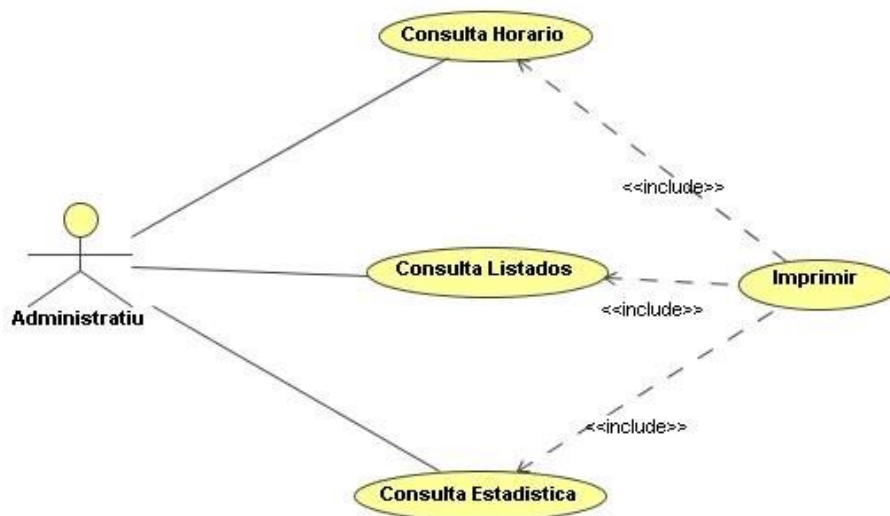 Consulta Horario
<<include>>
Consulta Listados
Imprimir
<<include>>
Administratiu
<<include>>
Consulta Estadistica